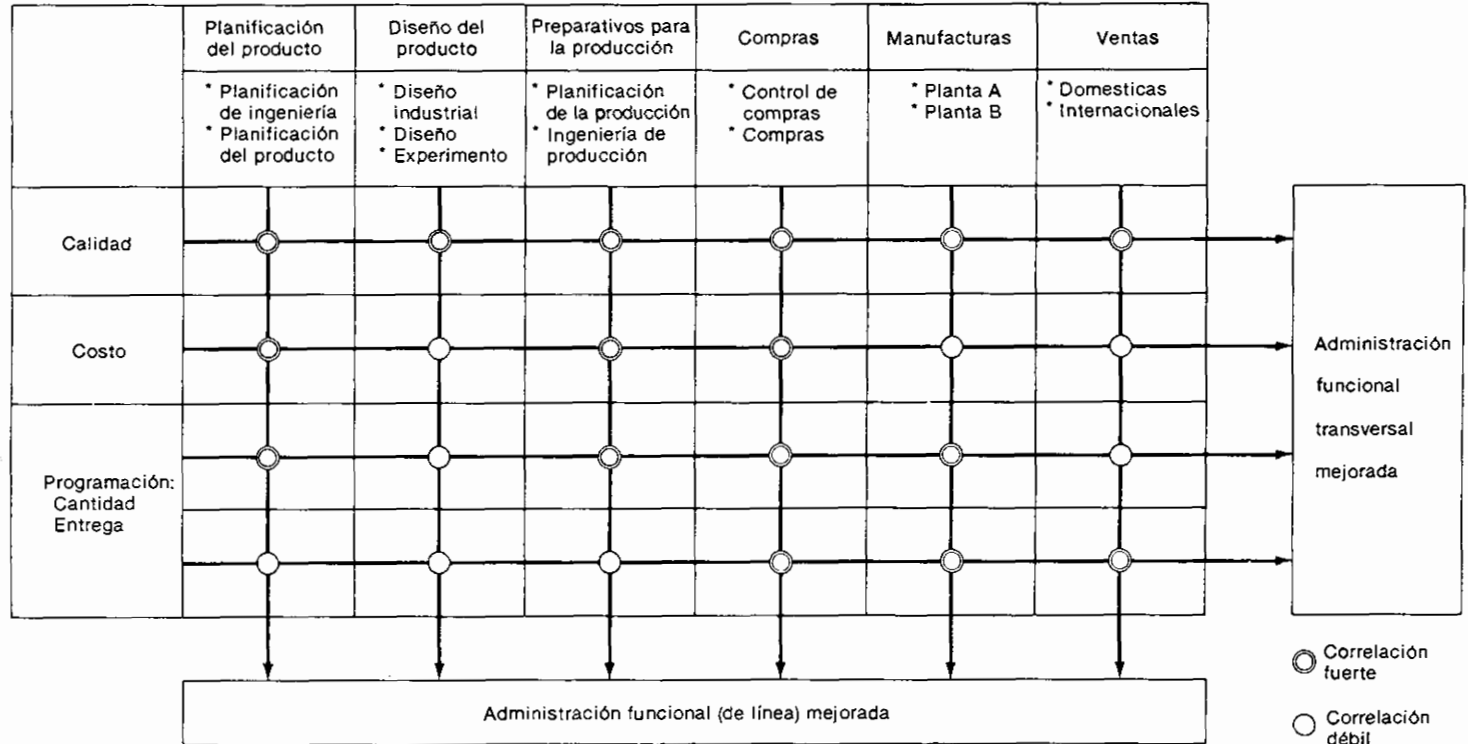 Planificación
del producto
Diseño del
producto
Preparativos para
la producción
Compras
Manufacturas
Ventas
* Planificación
de ingeniería
* Planificación
del producto
* Diseño
industrial
* Diseño
* Experimento
* Planificación
de la producción
* Ingeniería de
producción
* Control de
compras
* Compras
* Planta A
* Planta B
* Domesticas
* Internacionales
Calidad
Costo
Programación:
Cantidad
Entrega
Administración
funcional
transversal
mejorada
Administración funcional (de línea) mejorada
Correlación
fuerte
Correlación
débil